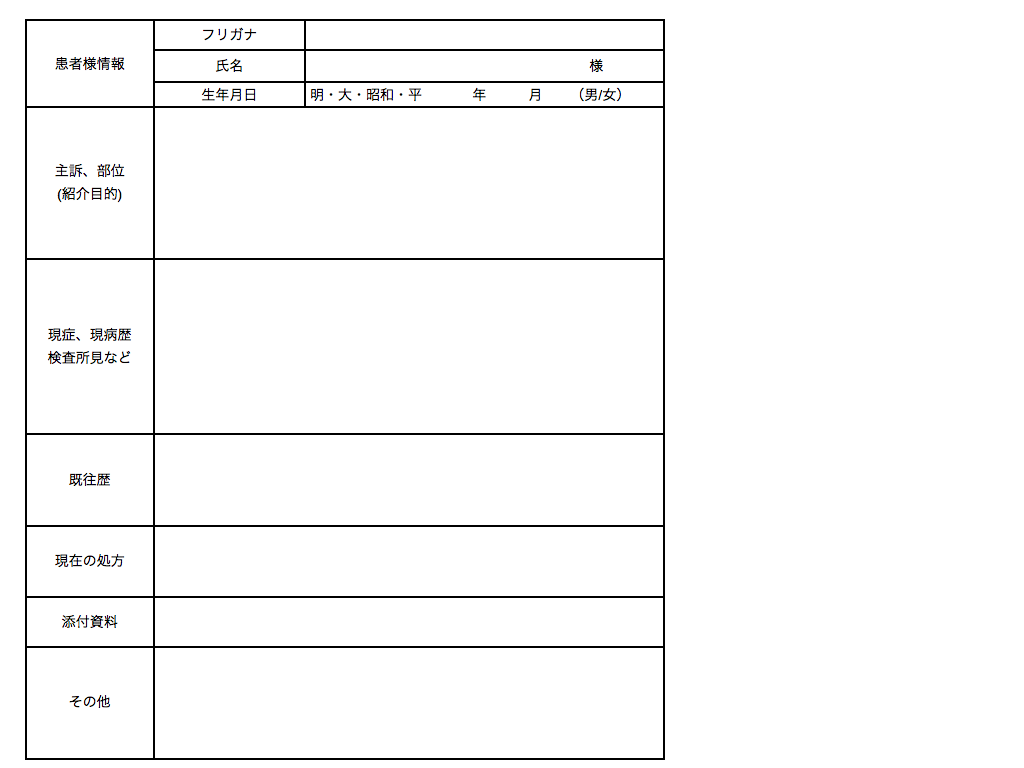 患者様情報
フリガナ
氏名
様
生年月日
明・大・昭和・平　　　　年　　　月　　（男/女）
主訴、部位
(紹介目的)
現症、現病歴
検査所見など
既往歴
現在の処方
添付資料
その他